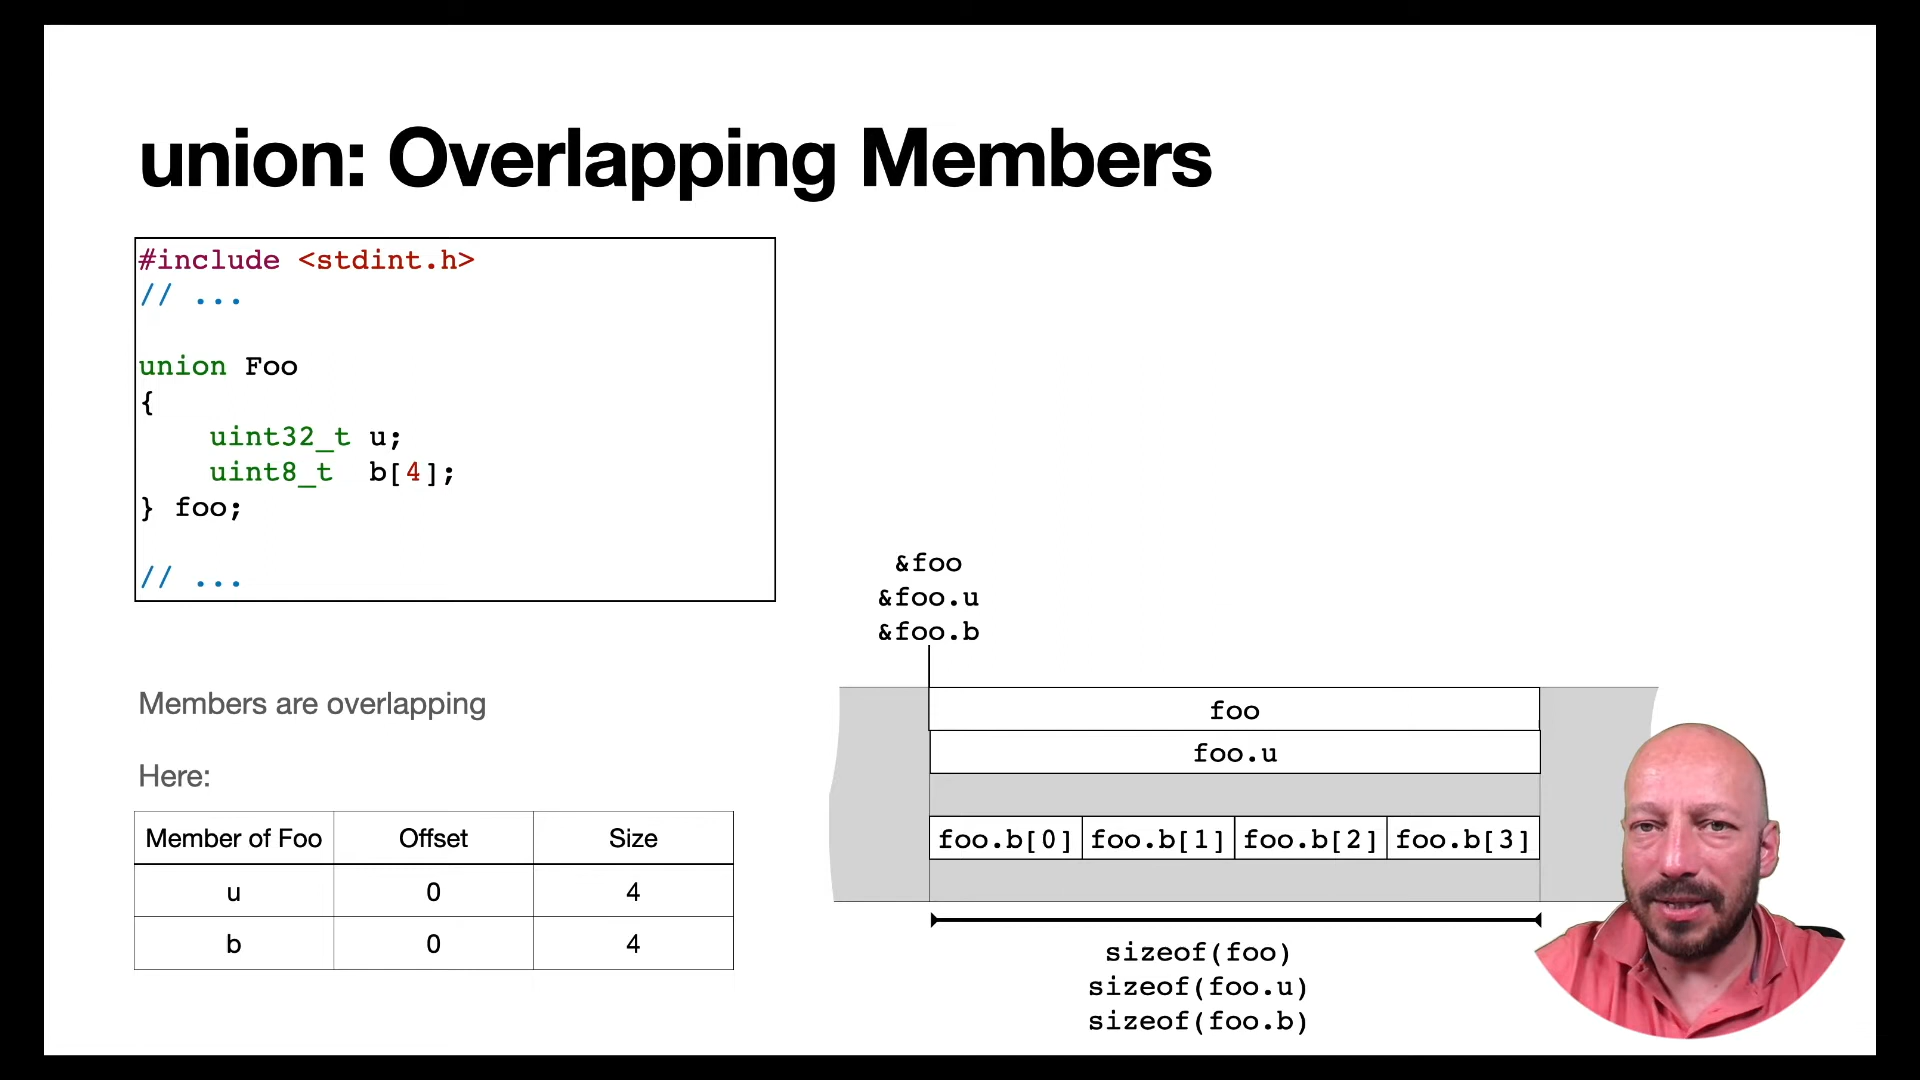 union: Overlapping Members
#include <stdint.h>
// ...
union Foo
{
    uint32_t u;
    uint8_t  b[4];
} foo;
// ...
Members are overlapping
Here:
Member of Foo Offset Size
u 0 4
b 0 4
&foo
&foo.u
&foo.b
foo
foo.u
foo.b[0] foo.b[1] foo.b[2] foo.b[3]
sizeof(foo)
sizeof(foo.u)
sizeof(foo.b)